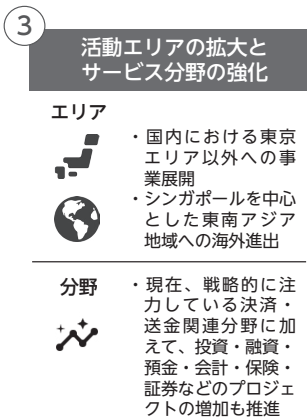 3
活動エリアの拡大と
サービス分野の強化
エリア
・国内における東京
エリア以外への事
業展開
・シンガポールを中心
とした東南アジア
地域への海外進出
分野
・現在、戦略的に注
力している決済・
送金関連分野に加
えて、投資・融資・
預金・会計・保険・
証券などのプロジェ
クトの増加も推進